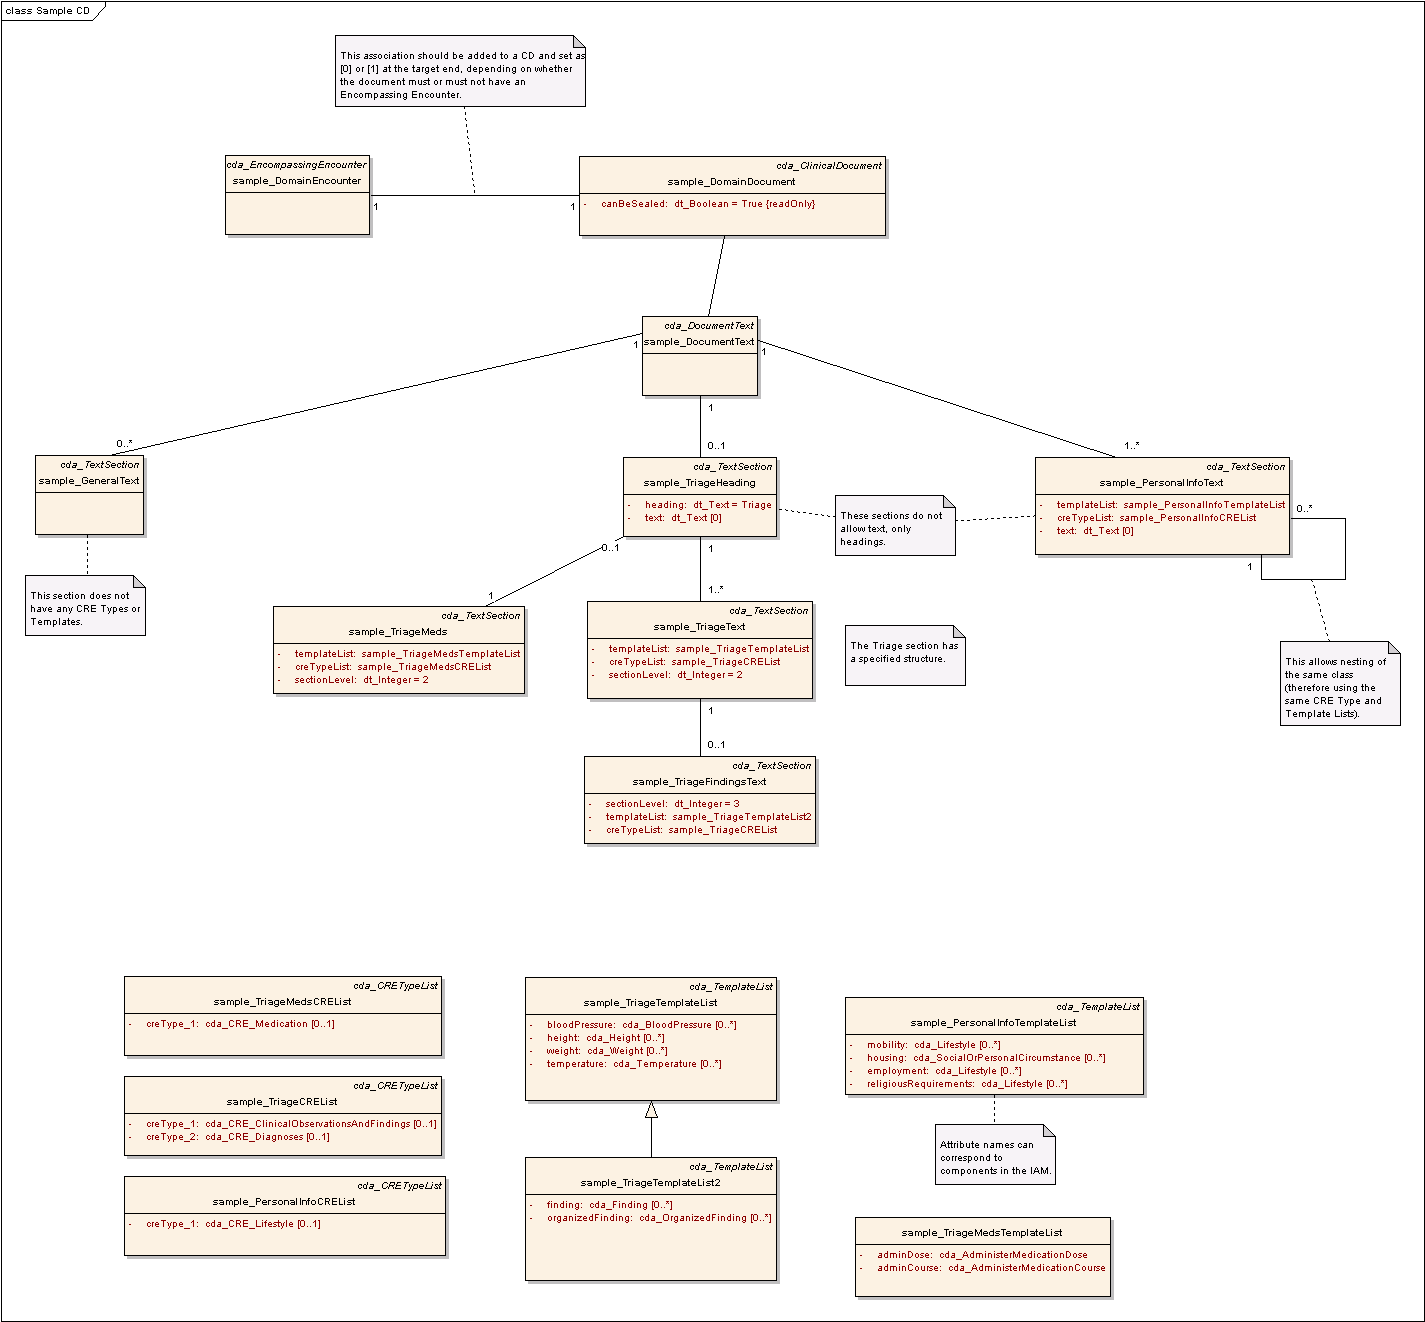 class Sample CD
This association should be added to a CD and set as
[0] or [1] at the target end, depending on whether
the document must or must not have an
Encompassing Encounter.
cda_EncompassingEncounter
sample_DomainEncounter
1
1
cda_ClinicalDocument
sample_DomainDocument
- canBeSealed: dt_Boolean = True {readOnly}
cda_DocumentText
sample_DocumentText
1
1
1
0..*
0..1
1..*
cda_TextSection
sample_GeneralText
This section does not
have any CRE Types or
Templates.
cda_TextSection
sample_TriageHeading
- heading: dt_Text = Triage
- text: dt_Text [0]
These sections do not
allow text, only
headings.
cda_TextSection
sample_PersonalInfoText
- templateList: sample_PersonalInfoTemplateList
- creTypeList: sample_PersonalInfoCREList
- text: dt_Text [0]
0..*
1
This allows nesting of
the same class
(therefore using the
same CRE Type and
Template Lists).
0..1
1
1
1..*
cda_TextSection
sample_TriageMeds
- templateList: sample_TriageMedsTemplateList
- creTypeList: sample_TriageMedsCREList
- sectionLevel: dt_Integer = 2
cda_TextSection
sample_TriageText
- templateList: sample_TriageTemplateList
- creTypeList: sample_TriageCREList
- sectionLevel: dt_Integer = 2
The Triage section has
a specified structure.
1
0..1
cda_TextSection
sample_TriageFindingsText
- sectionLevel: dt_Integer = 3
- templateList: sample_TriageTemplateList2
- creTypeList: sample_TriageCREList
cda_CRETypeList
sample_TriageMedsCREList
- creType_1: cda_CRE_Medication [0..1]
cda_CRETypeList
sample_TriageCREList
- creType_1: cda_CRE_ClinicalObservationsAndFindings [0..1]
- creType_2: cda_CRE_Diagnoses [0..1]
cda_CRETypeList
sample_PersonalInfoCREList
- creType_1: cda_CRE_Lifestyle [0..1]
cda_TemplateList
sample_TriageTemplateList
- bloodPressure: cda_BloodPressure [0..*]
- height: cda_Height [0..*]
- weight: cda_Weight [0..*]
- temperature: cda_Temperature [0..*]
cda_TemplateList
sample_TriageTemplateList2
- finding: cda_Finding [0..*]
- organizedFinding: cda_OrganizedFinding [0..*]
cda_TemplateList
sample_PersonalInfoTemplateList
- mobility: cda_Lifestyle [0..*]
- housing: cda_SocialOrPersonalCircumstance [0..*]
- employment: cda_Lifestyle [0..*]
- religiousRequirements: cda_Lifestyle [0..*]
Attribute names can
correspond to
components in the IAM.
sample_TriageMedsTemplateList
- adminDose: cda_AdministerMedicationDose
- adminCourse: cda_AdministerMedicationCourse